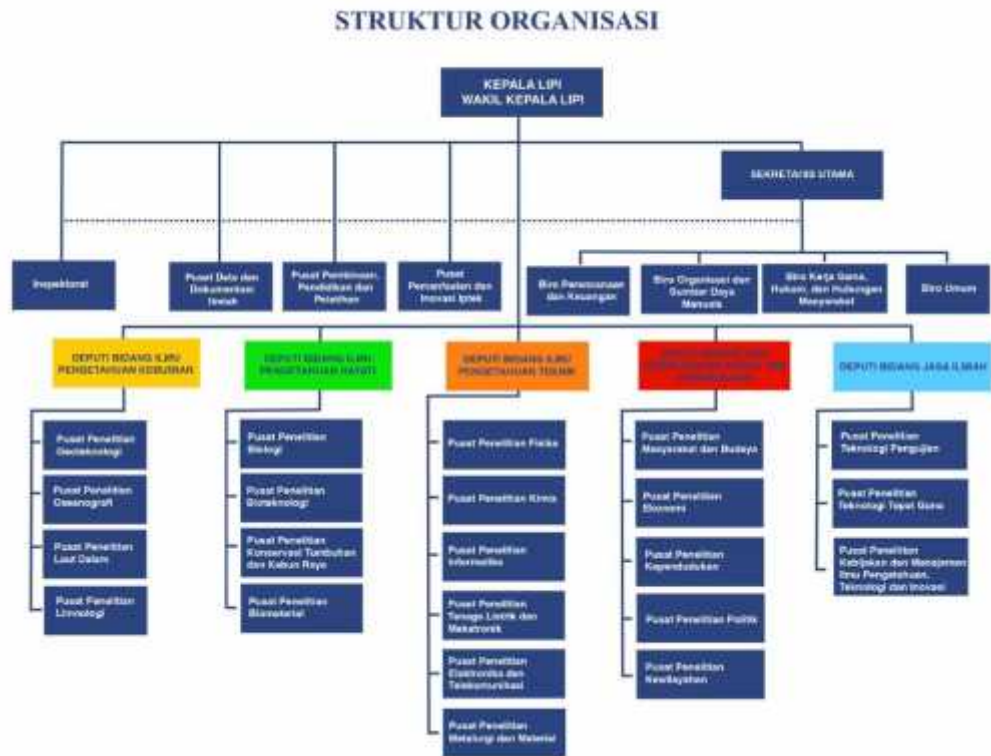 STRUKTUR ORGANISASI
KEPALA LIPI
WAKIL KEPALA LIPI
SEKRETARIS UTAMA
Inspektorat
Pusat Data dan
Dokumentasi
Ilmiah
Pusat Pembinaan,
Pendidikan dan
Pelatihan
Pusat
Pemanfaatan dan
Inovasi Iptek
Biro Perencanaan
dan Keuangan
Biro Organisasi dan
Sumber Daya
Manusia
Biro Kerja Sama,
Hukum, dan Hubungan
Masyarakat
Biro Umum
DEPUTI BIDANG ILMU
PENGETAHUAN KEBUMIAN
DEPUTI BIDANG ILMU
PENGETAHUAN HAYATI
DEPUTI BIDANG ILMU
PENGETAHUAN TEKNIK
DEPUTI BIDANG JASA ILMIAH
Pusat Penelitian
Geoteknologi
Pusat Penelitian
Oseanografi
Pusat Penelitian
Laut Dalam
Pusat Penelitian
Limnologi
Pusat Penelitian
Biologi
Pusat Penelitian
Bioteknologi
Pusat Penelitian
Konservasi Tumbuhan
dan Kebun Raya
Pusat Penelitian
Biomaterial
Pusat Penelitian Fisika
Pusat Penelitian Kimia
Pusat Penelitian
Informatika
Pusat Penelitian
Tenaga Listrik dan
Mekatronik
Pusat Penelitian
Elektronika dan
Telekomunikasi
Pusat Penelitian
Metalurgi dan Material
Pusat Penelitian
Masyarakat dan Budaya
Pusat Penelitian
Ekonomi
Pusat Penelitian
Kependudukan
Pusat Penelitian Politik
Pusat Penelitian
Kewilayahan
Pusat Penelitian
Teknologi Pengujian
Pusat Penelitian
Teknologi Tepat Guna
Pusat Penelitian
Kebijakan dan Manajemen
Ilmu Pengetahuan,
Teknologi dan Inovasi